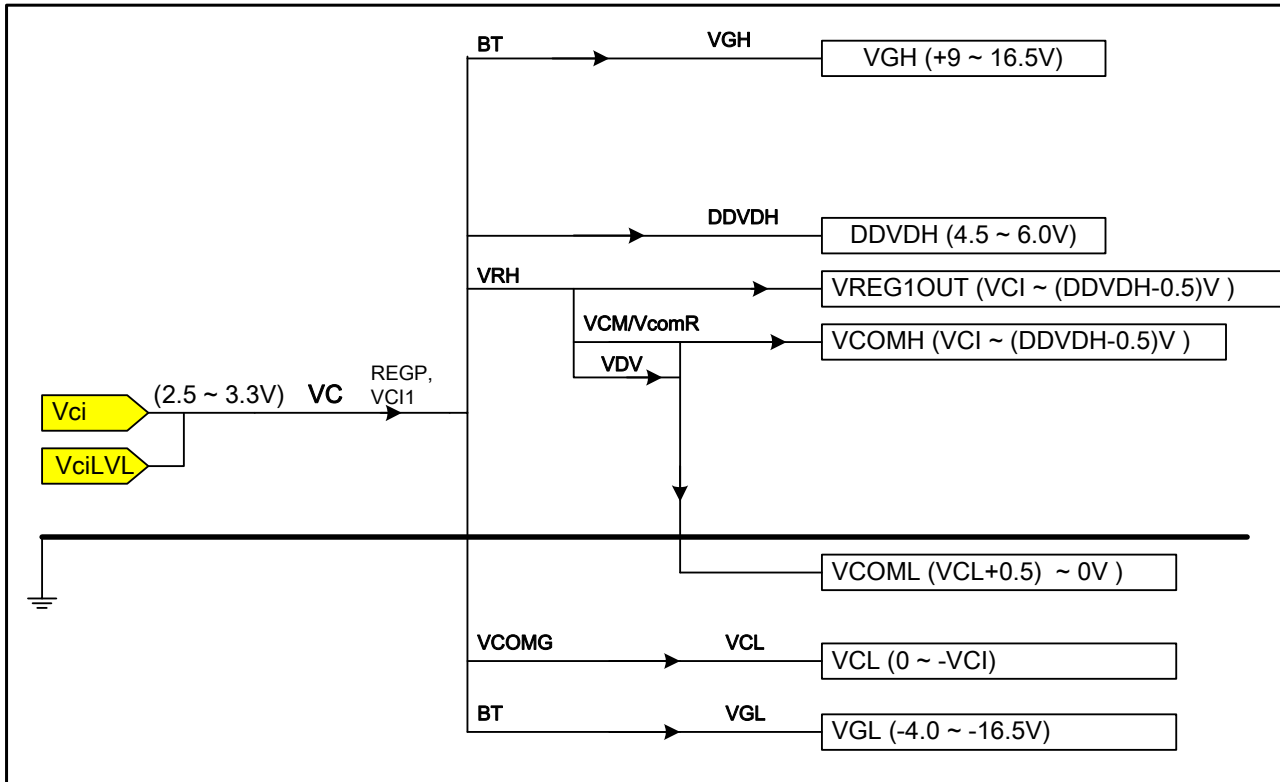 BT VGH VGH (+9 ~ 16.5V)
DDVDH DDVDH (4.5 ~ 6.0V)
VRH VREG1OUT (VCI ~ (DDVDH-0.5)V )
VCM/VcomR VCOMH (VCI ~ (DDVDH-0.5)V )
VDV
REGP,
Vci (2.5 ~ 3.3V) VC VCI1
VciLVL
VCOML (VCL+0.5) ~ 0V )
VCOMG VCL VCL (0 ~ -VCI)
BT VGL VGL (-4.0 ~ -16.5V)